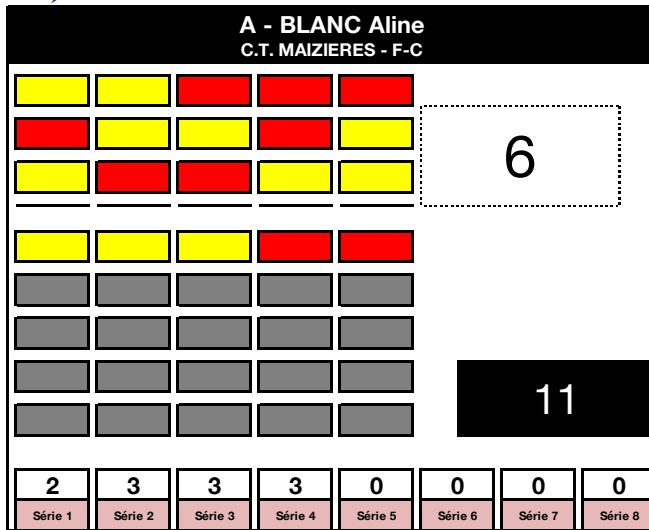 A - BLANC Aline
C.T. MAIZIERES - F-C
6
11
2 3 3 3 0 0 0 0
Série 1 Série 2 Série 3 Série 4 Série 5 Série 6 Série 7 Série 8